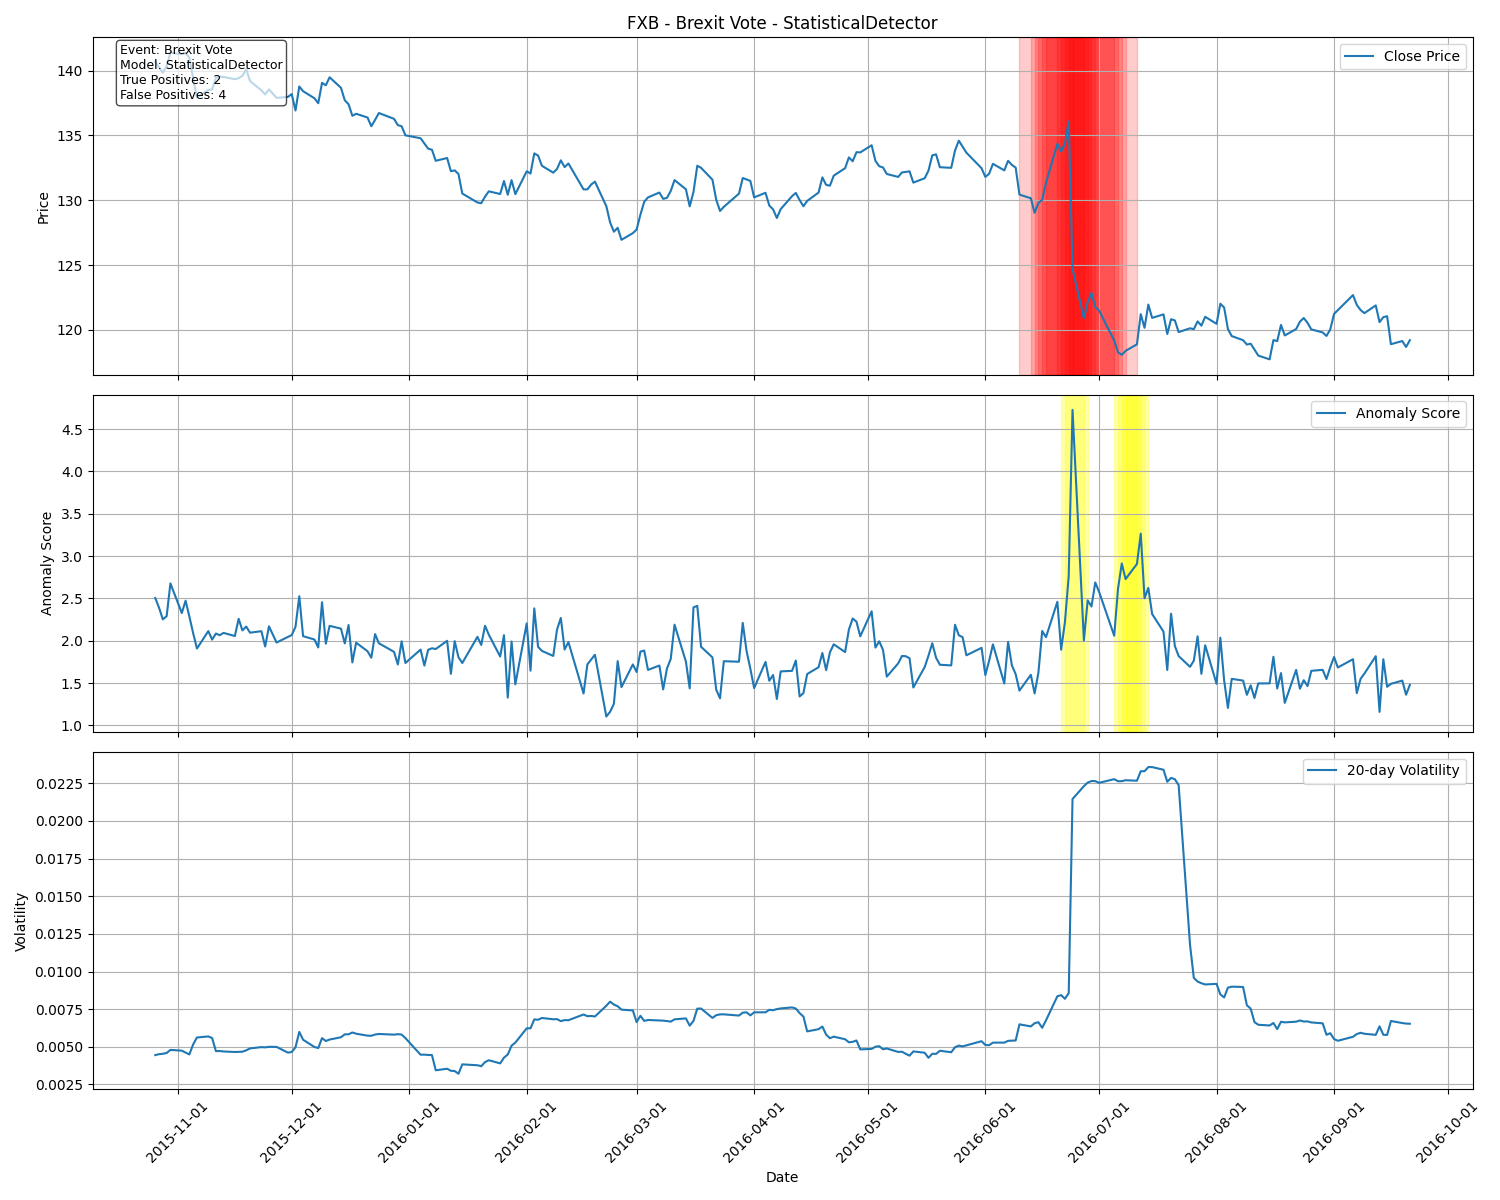 FXB - Brexit Vote - StatisticalDetector
Event: Brexit Vote
Model: StatisticalDetector
True Positives: 2
False Positives: 4
Close Price
140
135
130
125
120
Price
Anomaly Score
4.5
4.0
3.5
3.0
2.5
2.0
1.5
1.0
Anomaly Score
20-day Volatility
0.0225
0.0200
0.0175
0.0150
0.0125
0.0100
0.0075
0.0050
0.0025
Volatility
2015-11-01
2015-12-01
2016-01-01
2016-02-01
2016-03-01
2016-04-01
2016-05-01
2016-06-01
2016-07-01
2016-08-01
2016-09-01
2016-10-01
Date